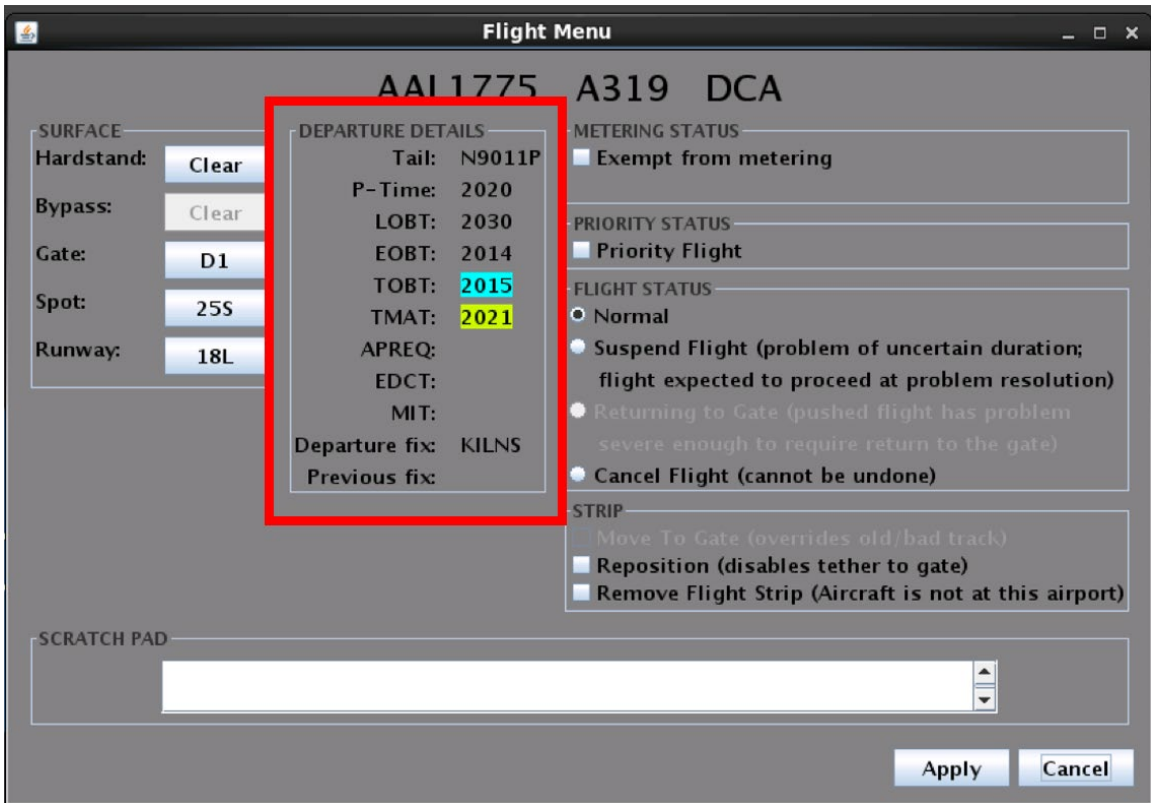 Flight Menu
AAL1775 A319 DCA
SURFACE
Hardstand: Clear
Bypass: Clear
Gate: D1
Spot: 25S
Runway: 18L
DEPARTURE DETAILS
Tail: N9011P
P-Time: 2020
LOBT: 2030
EOBT: 2014
TOBT: 2015
TMAT: 2021
APREQ:
EDCT:
MIT:
Departure fix: KILNS
Previous fix:
METERING STATUS
Exempt from metering
PRIORITY STATUS
Priority Flight
FLIGHT STATUS
Normal
Suspend Flight (problem of uncertain duration;
flight expected to proceed at problem resolution)
Returning to Gate (pushed flight has problem
severe enough to require return to the gate)
Cancel Flight (cannot be undone)
STRIP
Move To Gate (overrides old/bad track)
Reposition (disables tether to gate)
Remove Flight Strip (Aircraft is not at this airport)
SCRATCH PAD
Apply Cancel